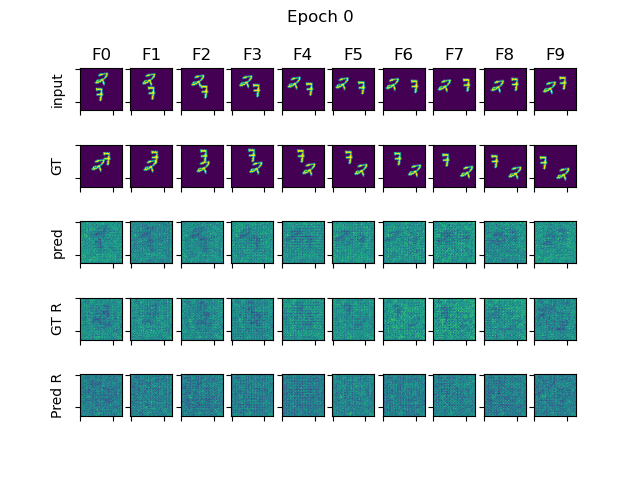 Epoch 0
F0 F1 F2 F3 F4 F5 F6 F7 F8 F9
input
GT
pred
GT R
Pred R